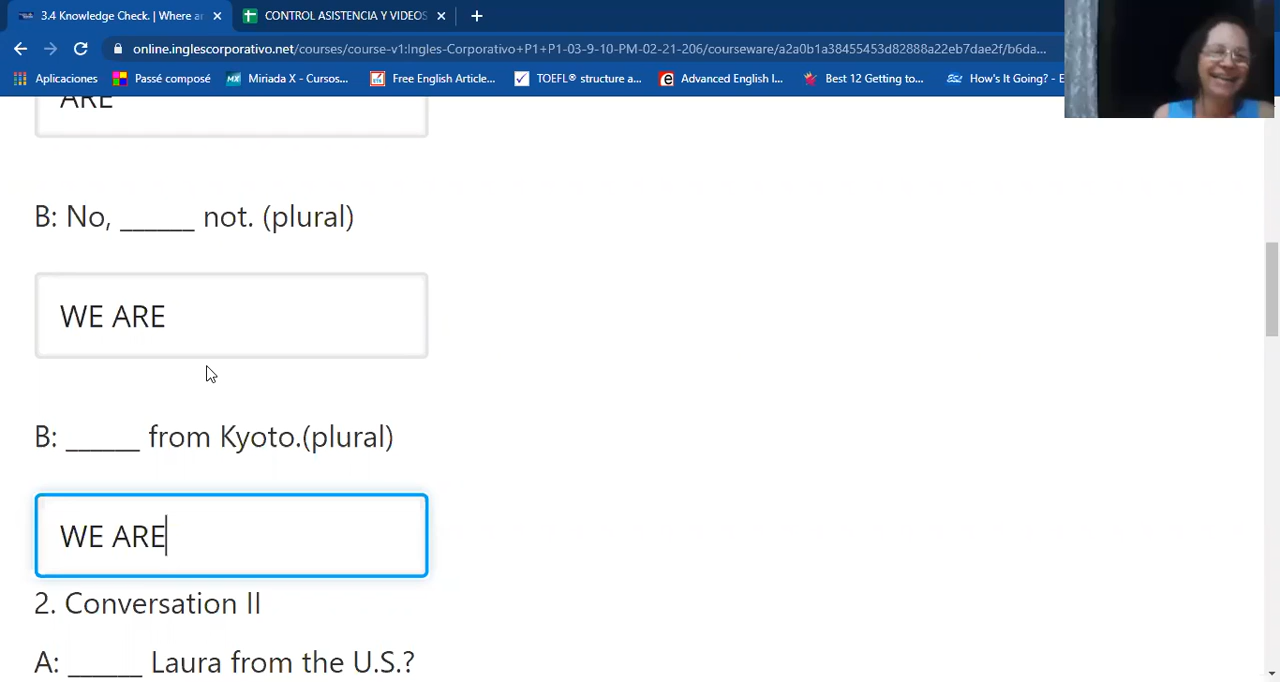 3.4 Knowledge Check. | Where ar
CONTROL ASISTENCIA Y VIDEOS
online.inglescorporativo.net/courses/course-v1:Ingles-Corporativo+P1+P1-03-9-10-PM-02-21-206/courseware/a2a0b1a38455453d82888a22eb7dae2f/b6da...
Aplicaciones Passé composé Miriada X - Cursos... Free English Article... TOEFL® structure a... Advanced English I... Best 12 Getting to... How's It Going? - E
ARE
B: No, ______ not. (plural)
WE ARE
B: ______ from Kyoto.(plural)
WE ARE
2. Conversation II
A: ______ Laura from the U.S.?